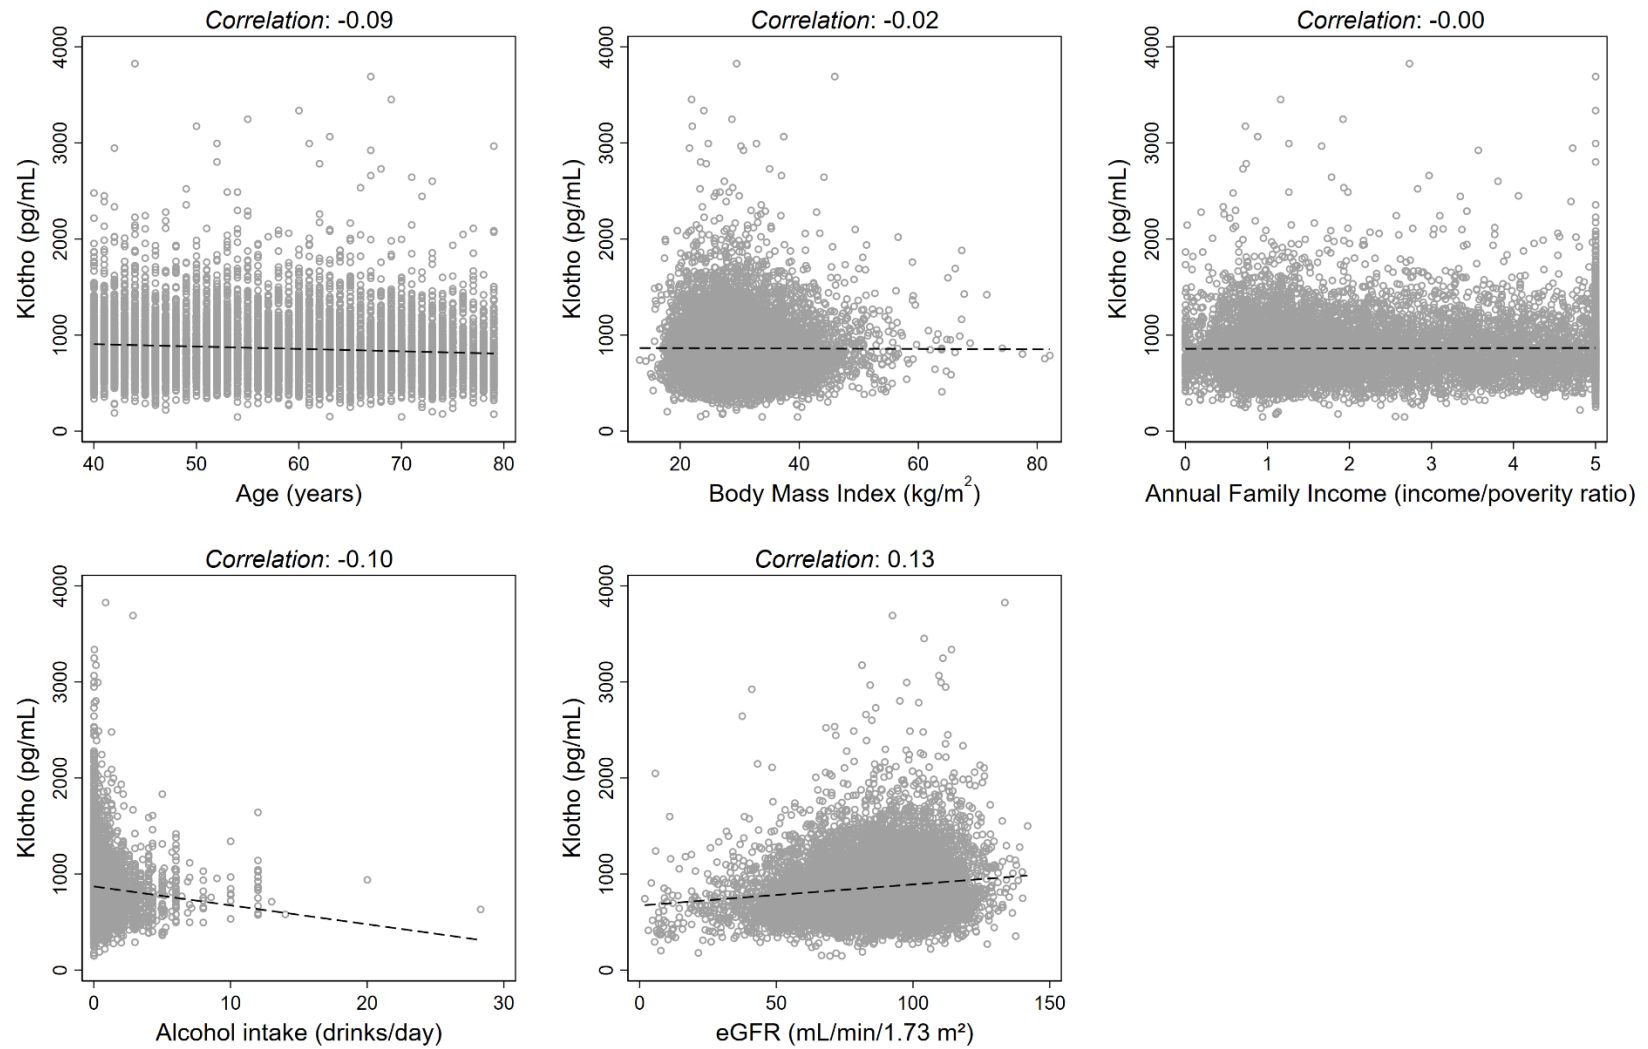 Correlation: -0.09
Klotho (pg/mL)
4000
3000
2000
1000
0
40 50 60 70 80
Age (years)
Correlation: -0.02
Klotho (pg/mL)
4000
3000
2000
1000
0
20 40 60 80
Body Mass Index (kg/m²)
Correlation: -0.00
Klotho (pg/mL)
4000
3000
2000
1000
0
0 1 2 3 4 5
Annual Family Income (income/poverity ratio)
Correlation: -0.10
Klotho (pg/mL)
4000
3000
2000
1000
0
0 10 20 30
Alcohol intake (drinks/day)
Correlation: 0.13
Klotho (pg/mL)
4000
3000
2000
1000
0
0 50 100 150
eGFR (mL/min/1.73 m²)